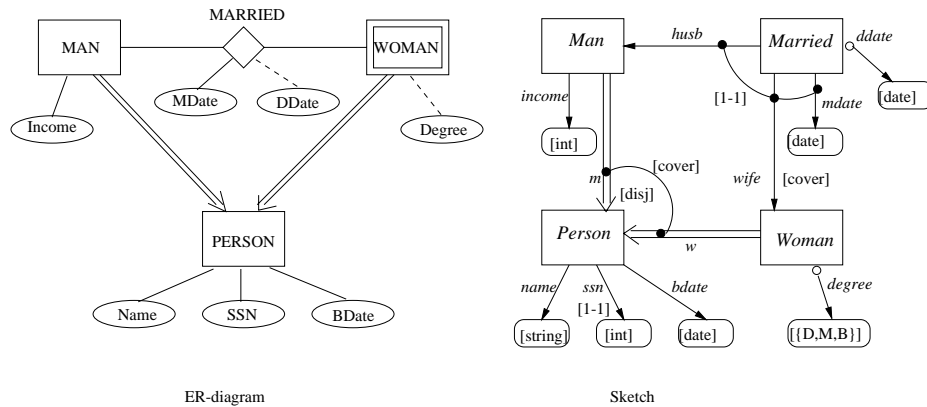 MARRIED
MAN
WOMAN
MDate
DDate
Income
Degree
PERSON
Name
SSN
BDate
ER-diagram
Man
husb
Married
ddate
[date]
income
[1-1]
mdate
[int]
[date]
[cover]
m
[disj]
wife
[cover]
Person
w
Woman
name
ssn
bdate
degree
[1-1]
[string]
[int]
[date]
[{D,M,B}]
Sketch